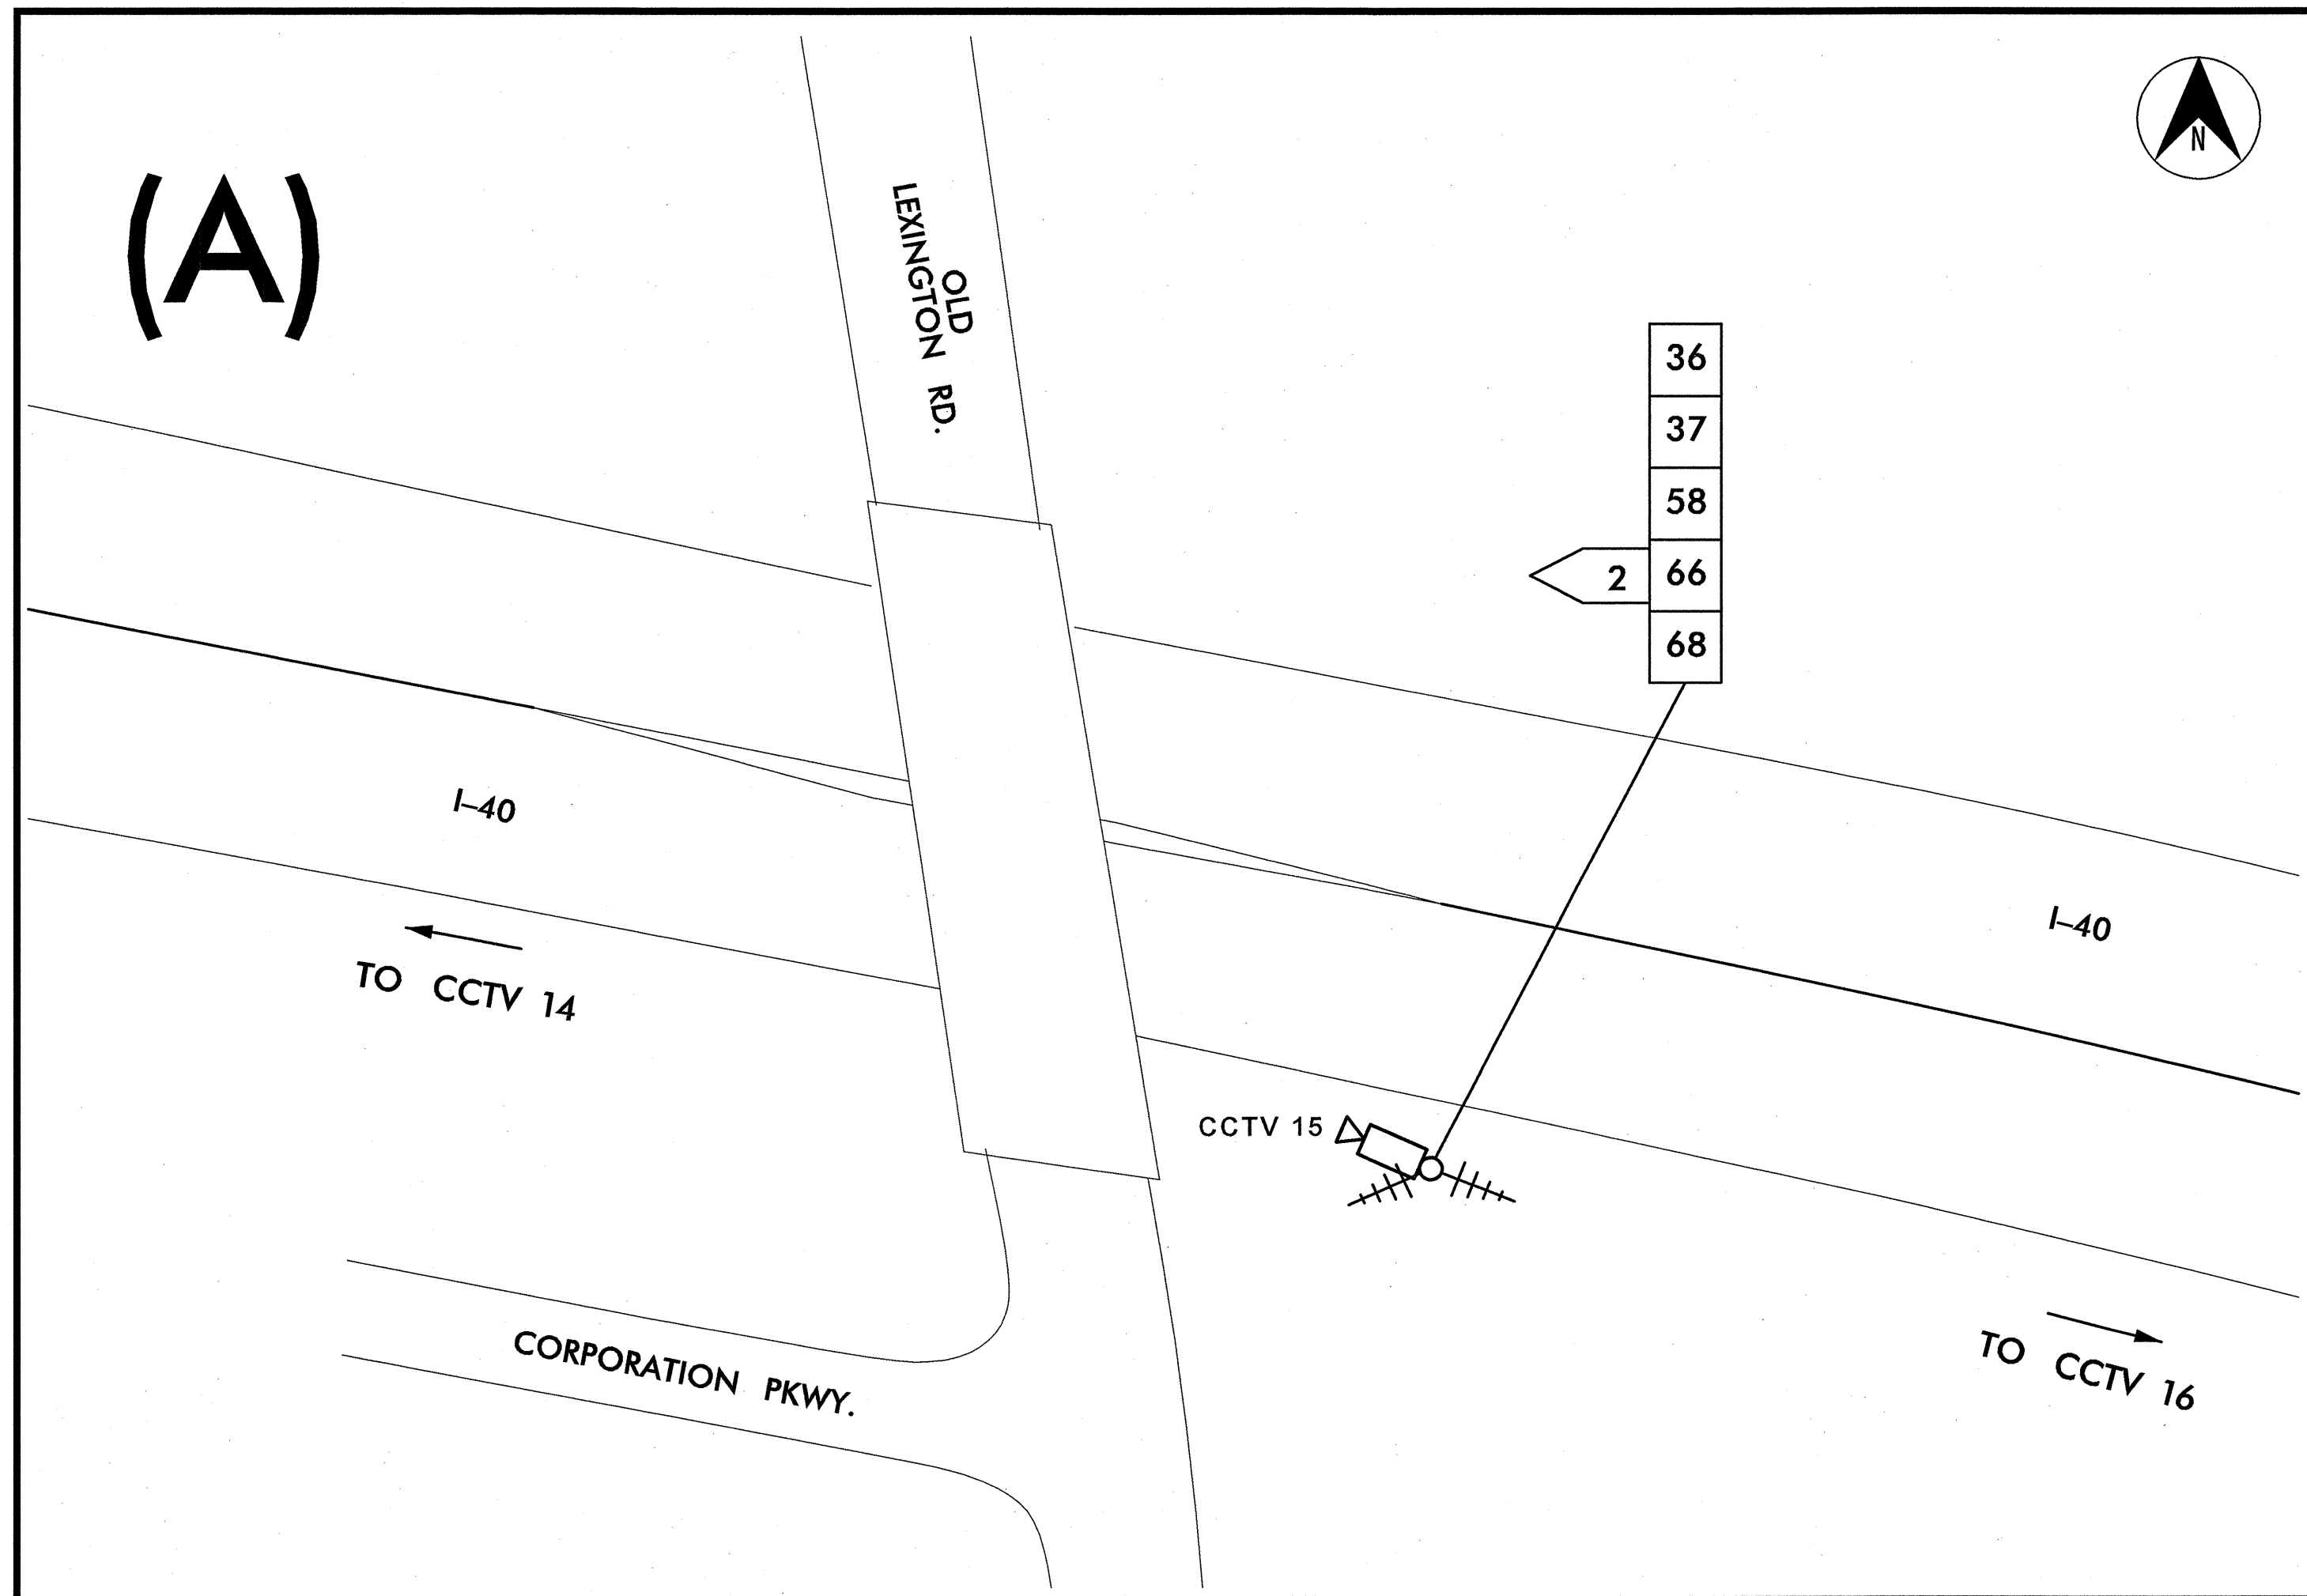 (A)
N
OLD
LEXINGTON RD.
36
37
58
2 66
68
I-40
I-40
TO CCTV 14
CCTV 15
CORPORATION PKWY.
TO CCTV 16